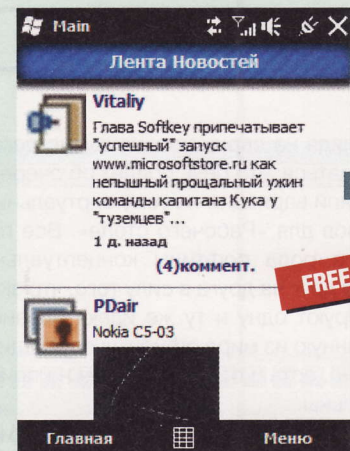 Main
Лента Новостей
Vitaliy
Глава Softkey припечатывает
"успешный" запуск
www.microsoftstore.ru как
непышный прощальный ужин
команды капитана Кука у
"туземцев"...
1 д. назад
(4)коммент.
FREE
PDair
Nokia C5-03
Главная
Меню